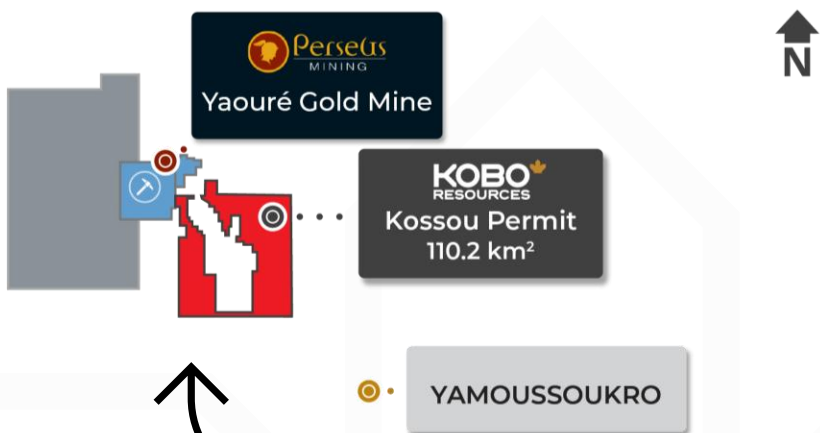 Perseus
MINING
Yaouré Gold Mine
N
KOBO
RESOURCES
Kossou Permit
110.2 km²
YAMOUSSOUKRO